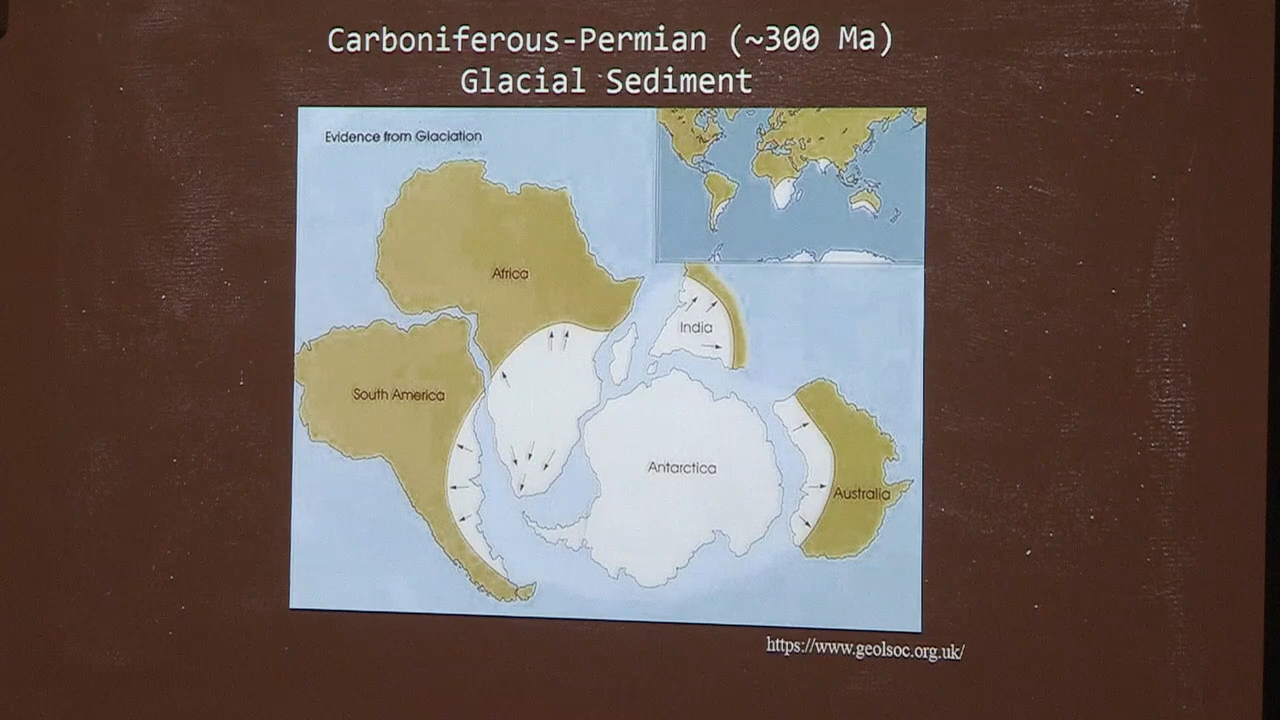 Carboniferous-Permian (~300 Ma)
Glacial Sediment
Evidence from Glaciation
Africa
India
South America
Antarctica
Australia
https://www.geolsoc.org.uk/